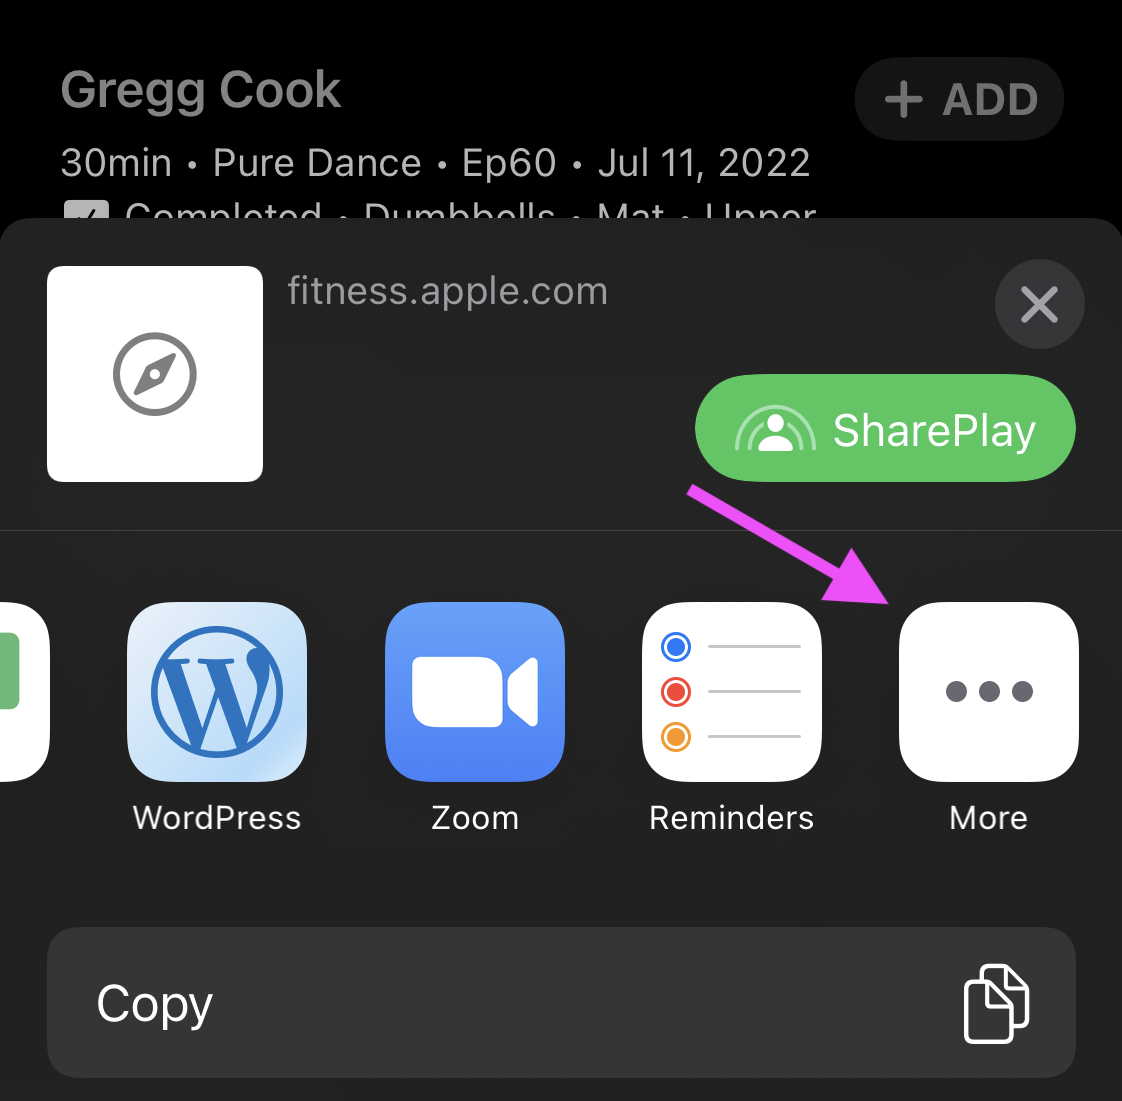 Gregg Cook
+ ADD
30min • Pure Dance • Ep60 • Jul 11, 2022
Completed • Dumbbells • Mat • Upper
fitness.apple.com
SharePlay
WordPress
Zoom
Reminders
More
Copy